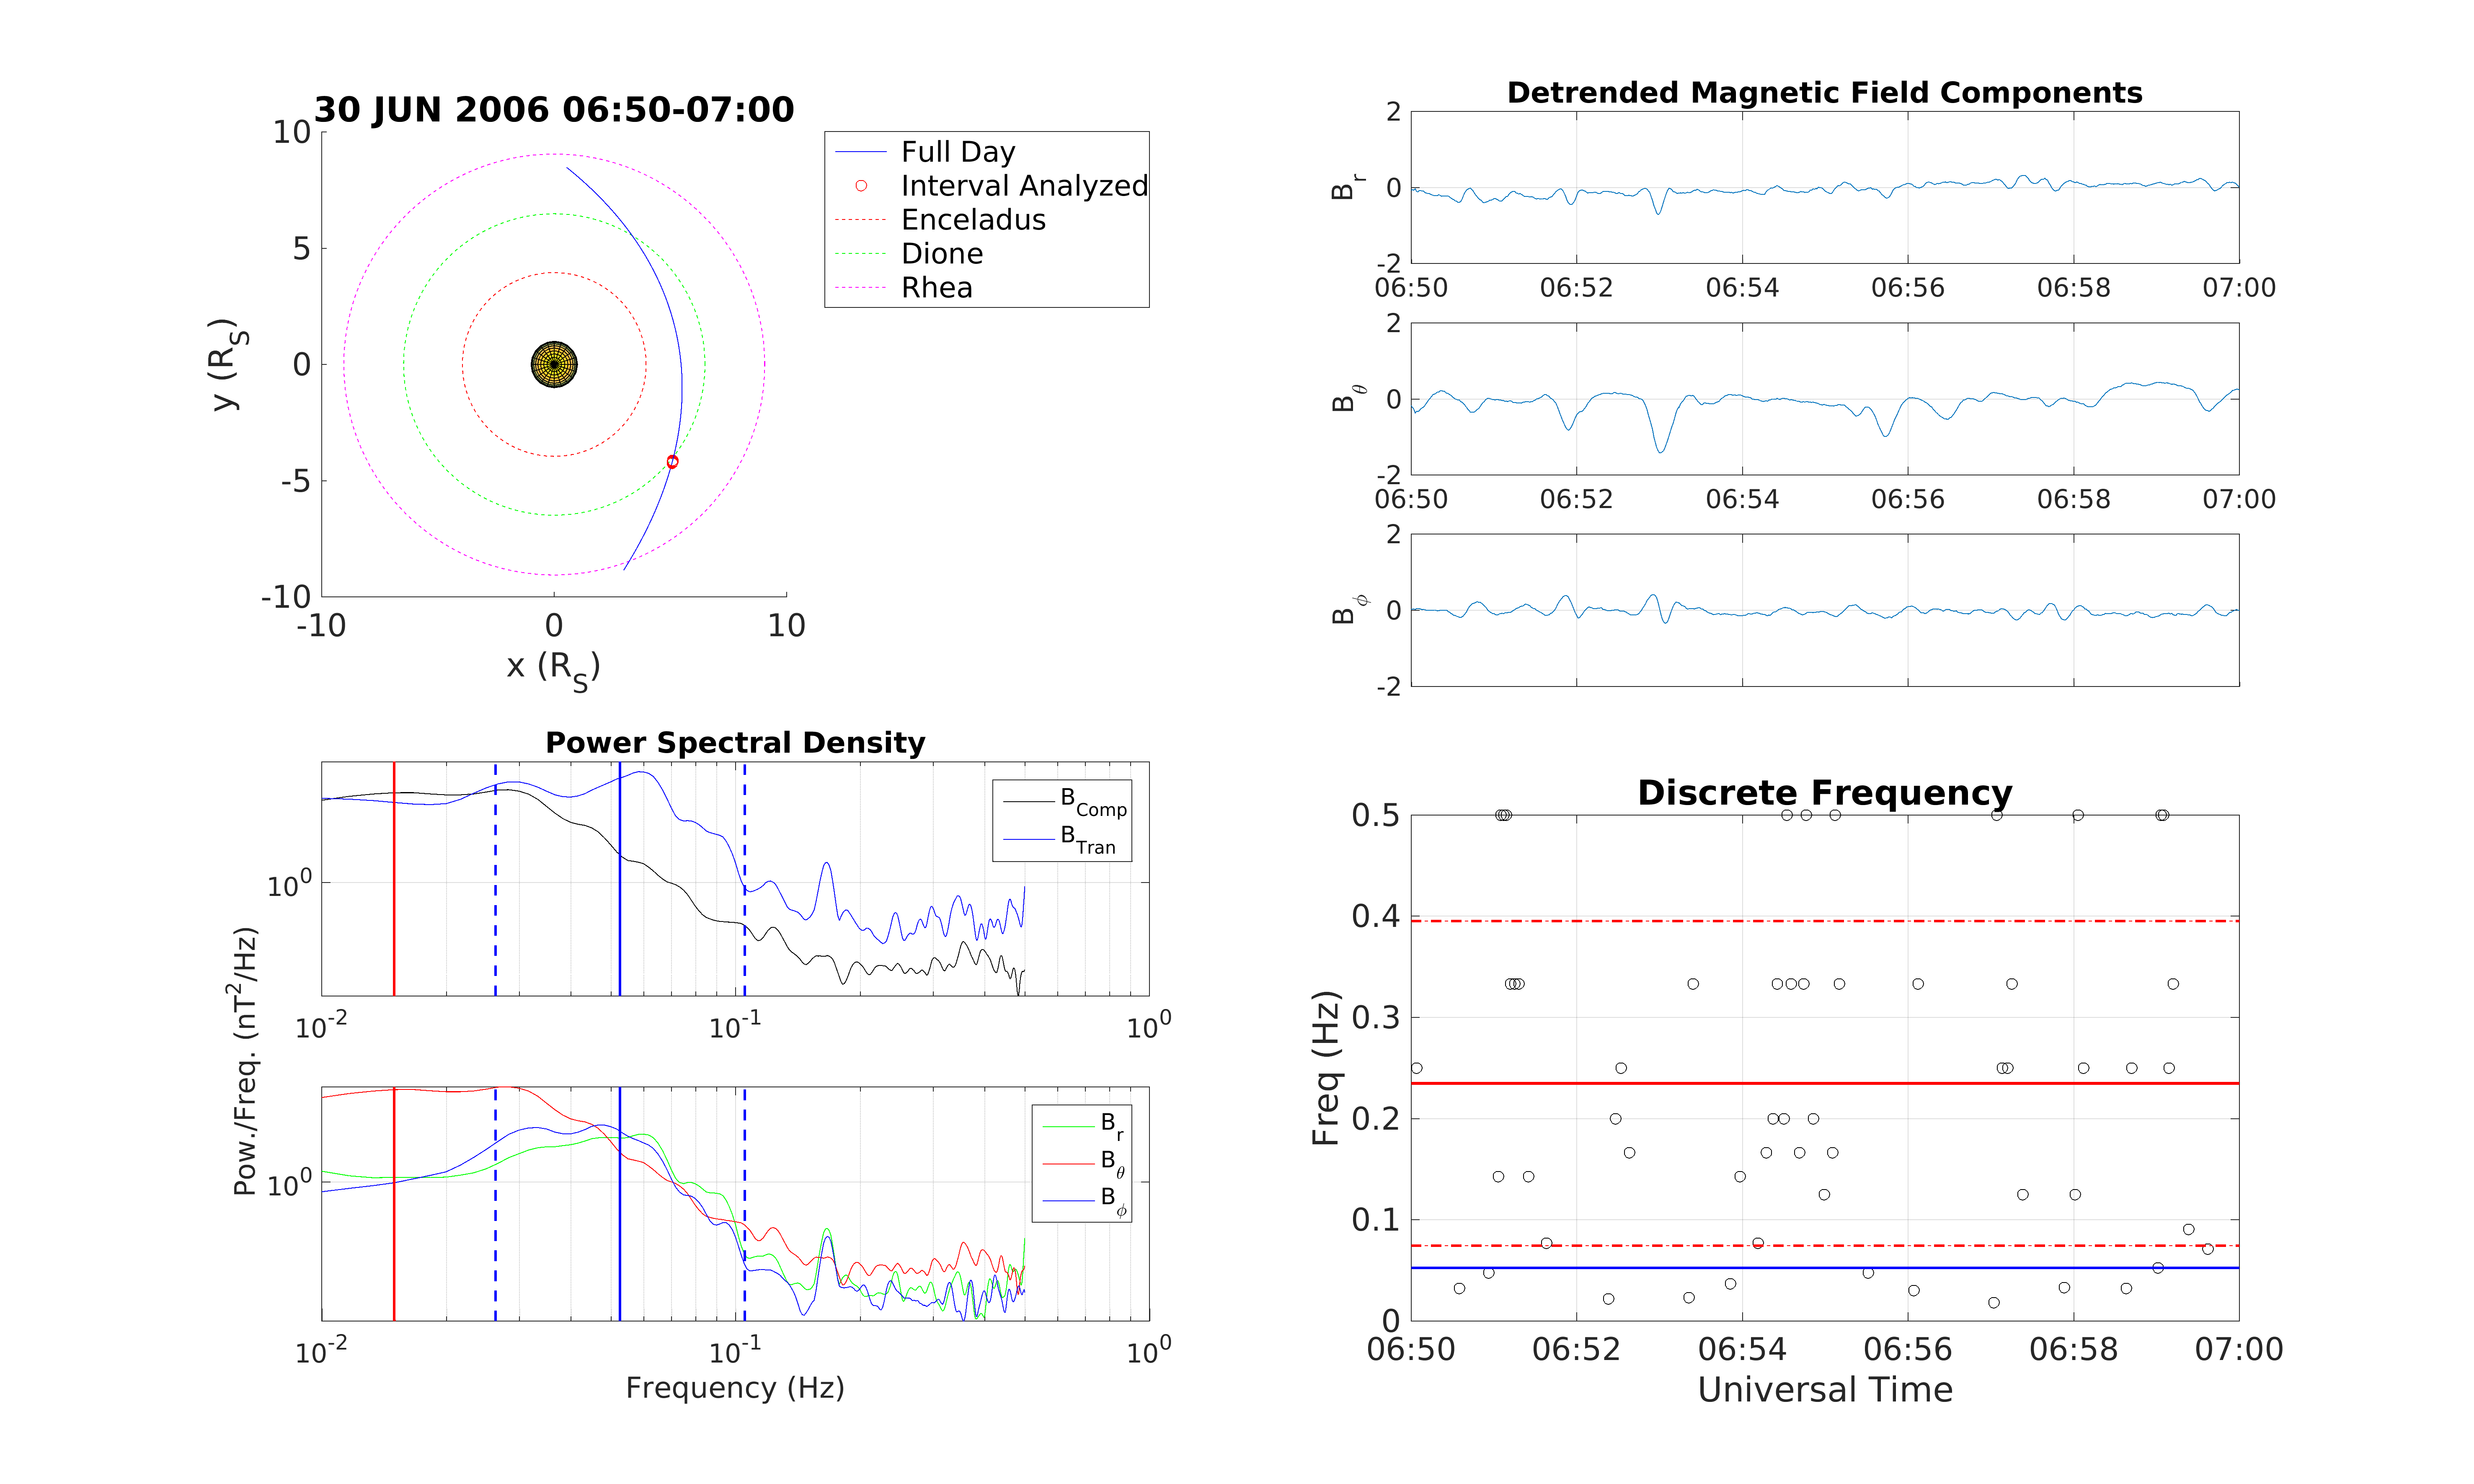 30 JUN 2006 06:50-07:00
10
5
0
-5
-10
-10 0 10
y (R_S)
x (R_S)
Full Day
Interval Analyzed
Enceladus
Dione
Rhea
Detrended Magnetic Field Components
2
0
-2
B_r
06:50 06:52 06:54 06:56 06:58 07:00
2
0
-2
B_θ
06:50 06:52 06:54 06:56 06:58 07:00
2
0
-2
B_ϕ
Power Spectral Density
10^0
B_Comp
B_Tran
10^-2 10^-1 10^0
Pow./Freq. (nT^2/Hz)
10^0
B_r
B_θ
B_ϕ
10^-2 10^-1 10^0
Frequency (Hz)
Discrete Frequency
0.5
0.4
0.3
0.2
0.1
0
Freq (Hz)
06:50 06:52 06:54 06:56 06:58 07:00
Universal Time